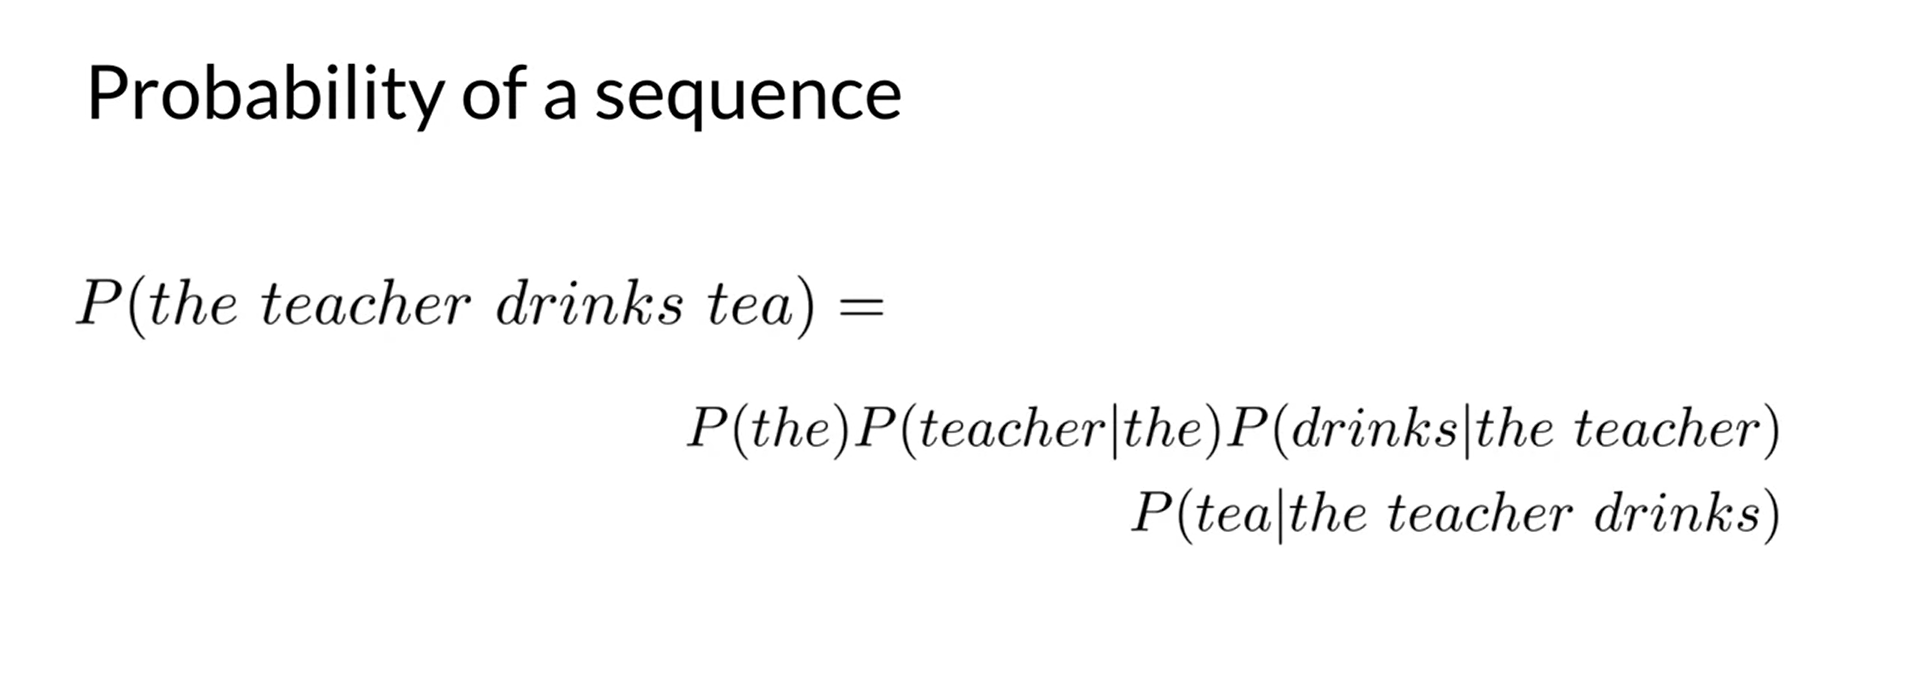 Probability of a sequence
P(the teacher drinks tea) =
P(the)P(teacher|the)P(drinks|the teacher)
P(tea|the teacher drinks)